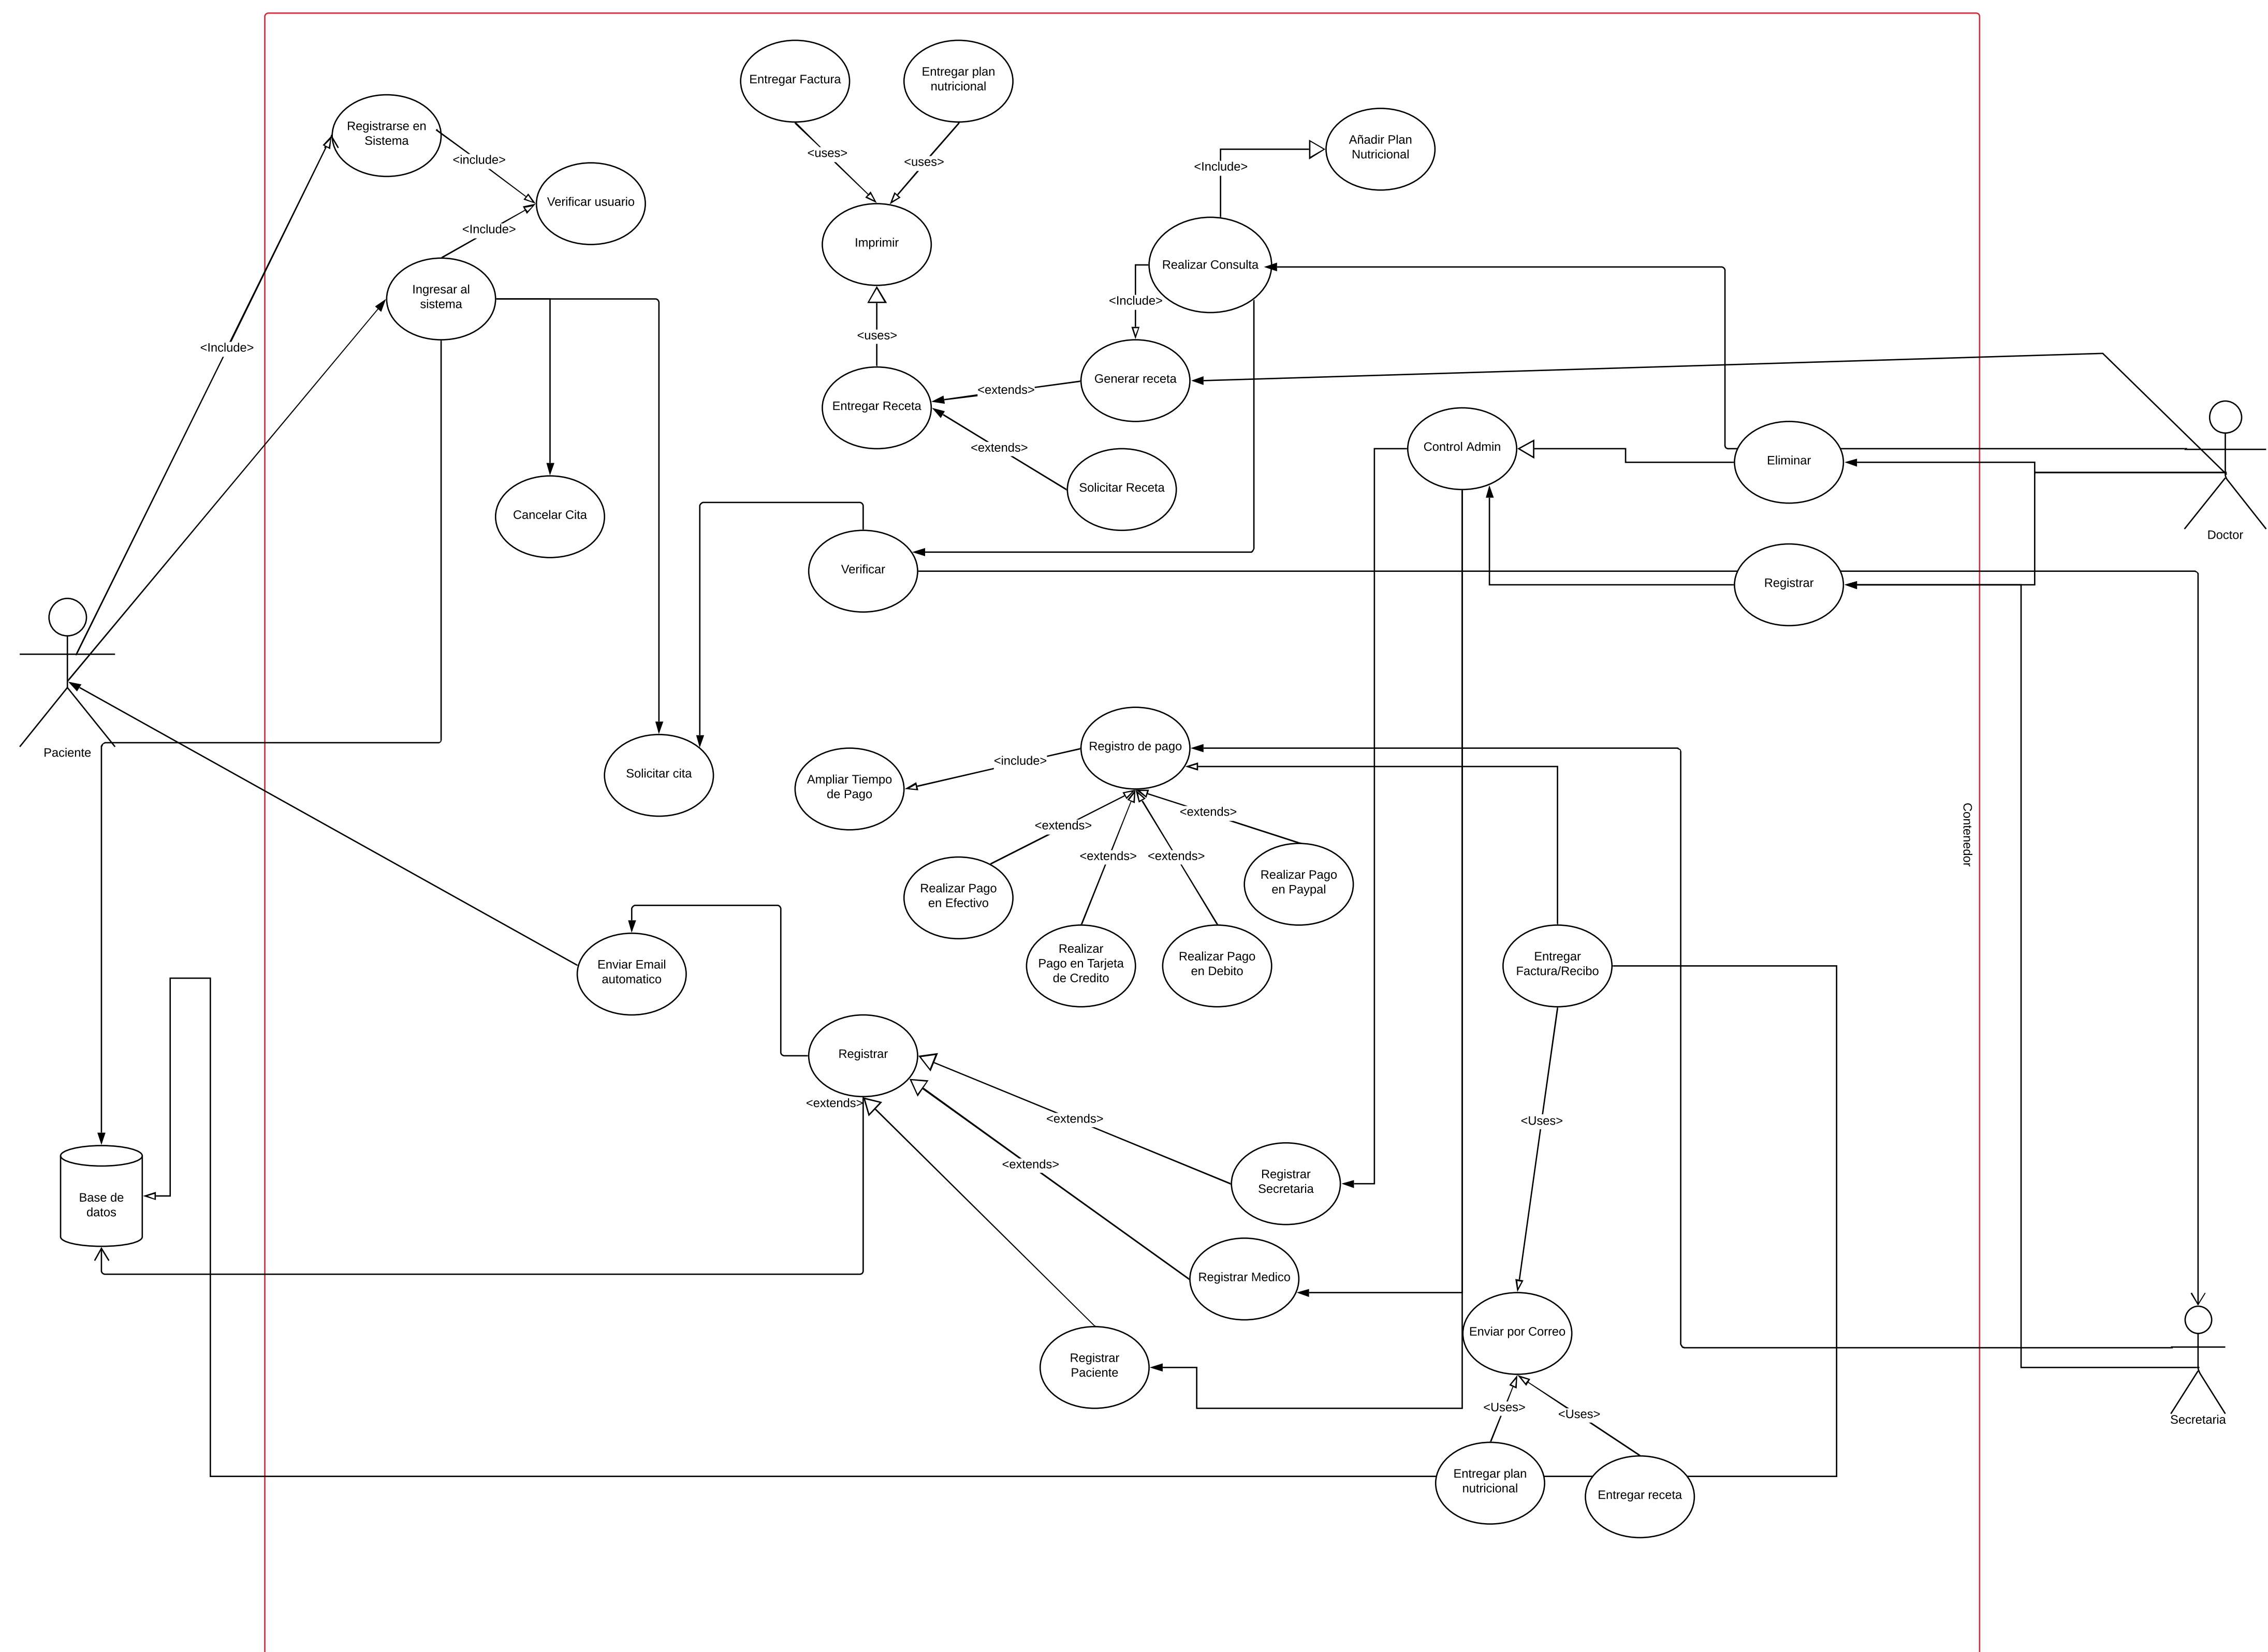 Entregar Factura
Entregar plan
nutricional
Registrarse en
Sistema
<include>
Verificar usuario
<Include>
Ingresar al
sistema
<Include>
<uses>
<uses>
Imprimir
<uses>
Entregar Receta
Añadir Plan
Nutricional
<Include>
Realizar Consulta
<Include>
Generar receta
<extends>
<extends>
Solicitar Receta
Control Admin
Eliminar
Doctor
Cancelar Cita
Verificar
Registrar
Paciente
Solicitar cita
Ampliar Tiempo
de Pago
<include>
Registro de pago
<extends>
<extends>
<extends>
<extends>
Realizar Pago
en Efectivo
Realizar
Pago en Tarjeta
de Credito
Realizar Pago
en Debito
Realizar Pago
en Paypal
Contenedor
Entregar
Factura/Recibo
Enviar Email
automatico
Registrar
<extends>
<extends>
<extends>
<Uses>
Registrar
Secretaria
Base de
datos
Registrar Medico
Registrar
Paciente
Enviar por Correo
Secretaria
<Uses>
<Uses>
Entregar plan
nutricional
Entregar receta